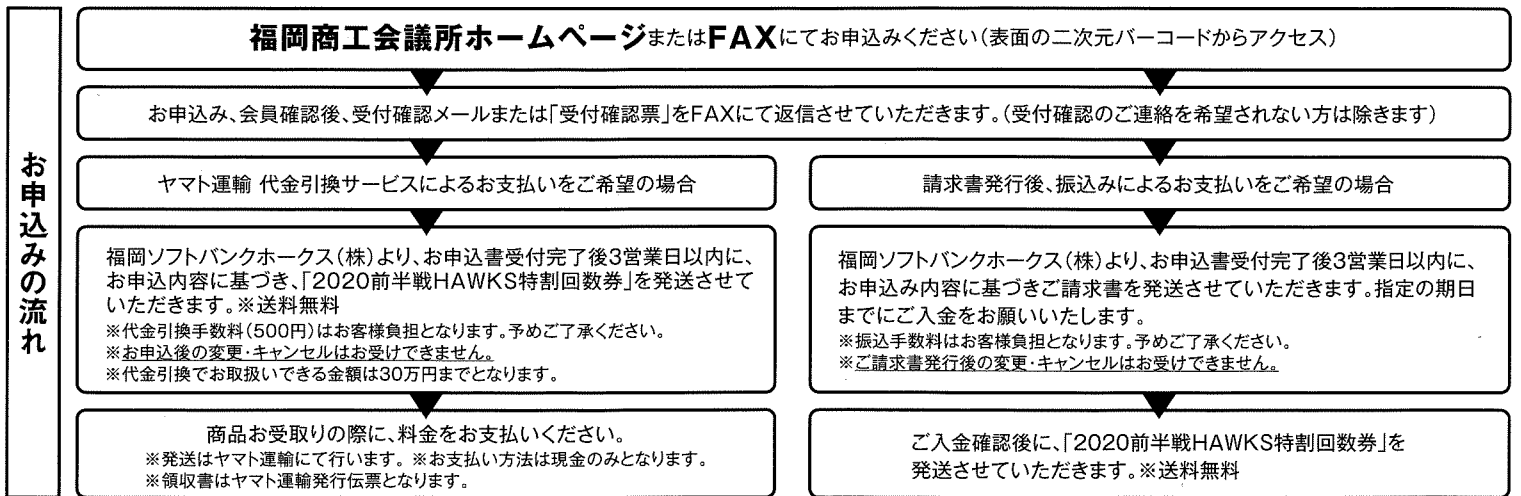 お申込みの流れ
福岡商工会議所ホームページまたはFAXにてお申込みください(表面の二次元バーコードからアクセス)
お申込み、会員確認後、受付確認メールまたは「受付確認票」をFAXにて返信させていただきます。(受付確認のご連絡を希望されない方は除きます)
ヤマト運輸 代金引換サービスによるお支払いをご希望の場合
福岡ソフトバンクホークス(株)より、お申込書受付完了後3営業日以内に、
お申込内容に基づき、「2020前半戦HAWKS特割回数券」を発送させて
いただきます。※送料無料
※代金引換手数料(500円)はお客様負担となります。予めご了承ください。
※お申込後の変更・キャンセルはお受けできません。
※代金引換でお取扱いできる金額は30万円までとなります。
商品お受取りの際に、料金をお支払いください。
※発送はヤマト運輸にて行います。 ※お支払い方法は現金のみとなります。
※領収書はヤマト運輸発行伝票となります。
請求書発行後、振込みによるお支払いをご希望の場合
福岡ソフトバンクホークス(株)より、お申込書受付完了後3営業日以内に、
お申込み内容に基づきご請求書を発送させていただきます。指定の期日
までにご入金をお願いいたします。
※振込手数料はお客様負担となります。予めご了承ください。
※ご請求書発行後の変更・キャンセルはお受けできません。
ご入金確認後に、「2020前半戦HAWKS特割回数券」を
発送させていただきます。※送料無料